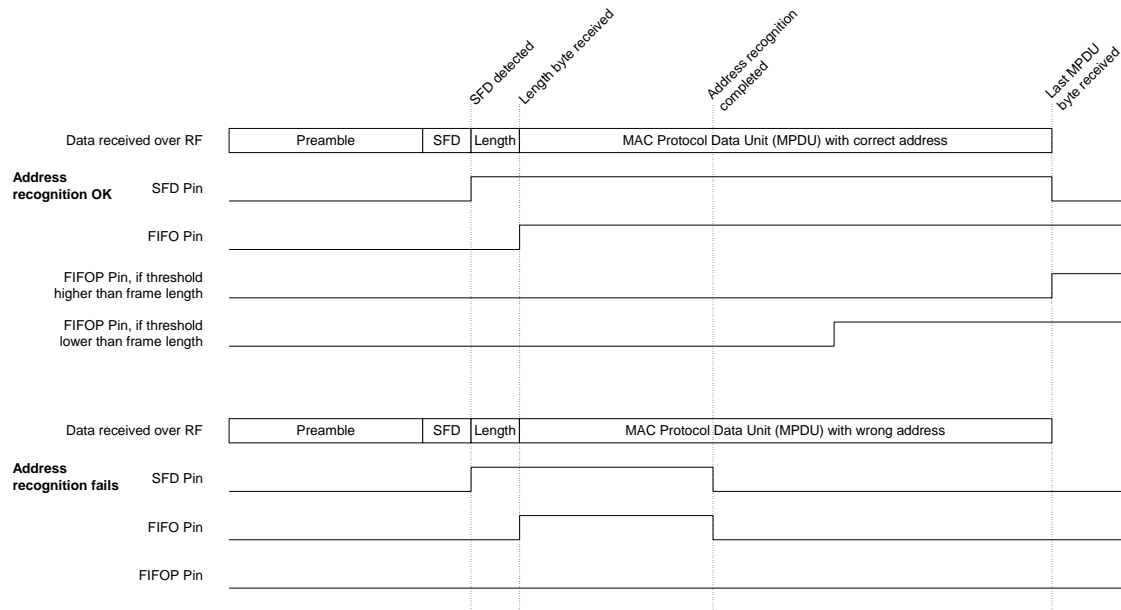 SFD detected
Length byte received
Address recognition
completed
Last MPDU
byte received
Data received over RF
Preamble
SFD
Length
MAC Protocol Data Unit (MPDU) with correct address
Address
recognition OK
SFD Pin
FIFO Pin
FIFOP Pin, if threshold
higher than frame length
FIFOP Pin, if threshold
lower than frame length
Data received over RF
Preamble
SFD
Length
MAC Protocol Data Unit (MPDU) with wrong address
Address
recognition fails
SFD Pin
FIFO Pin
FIFOP Pin